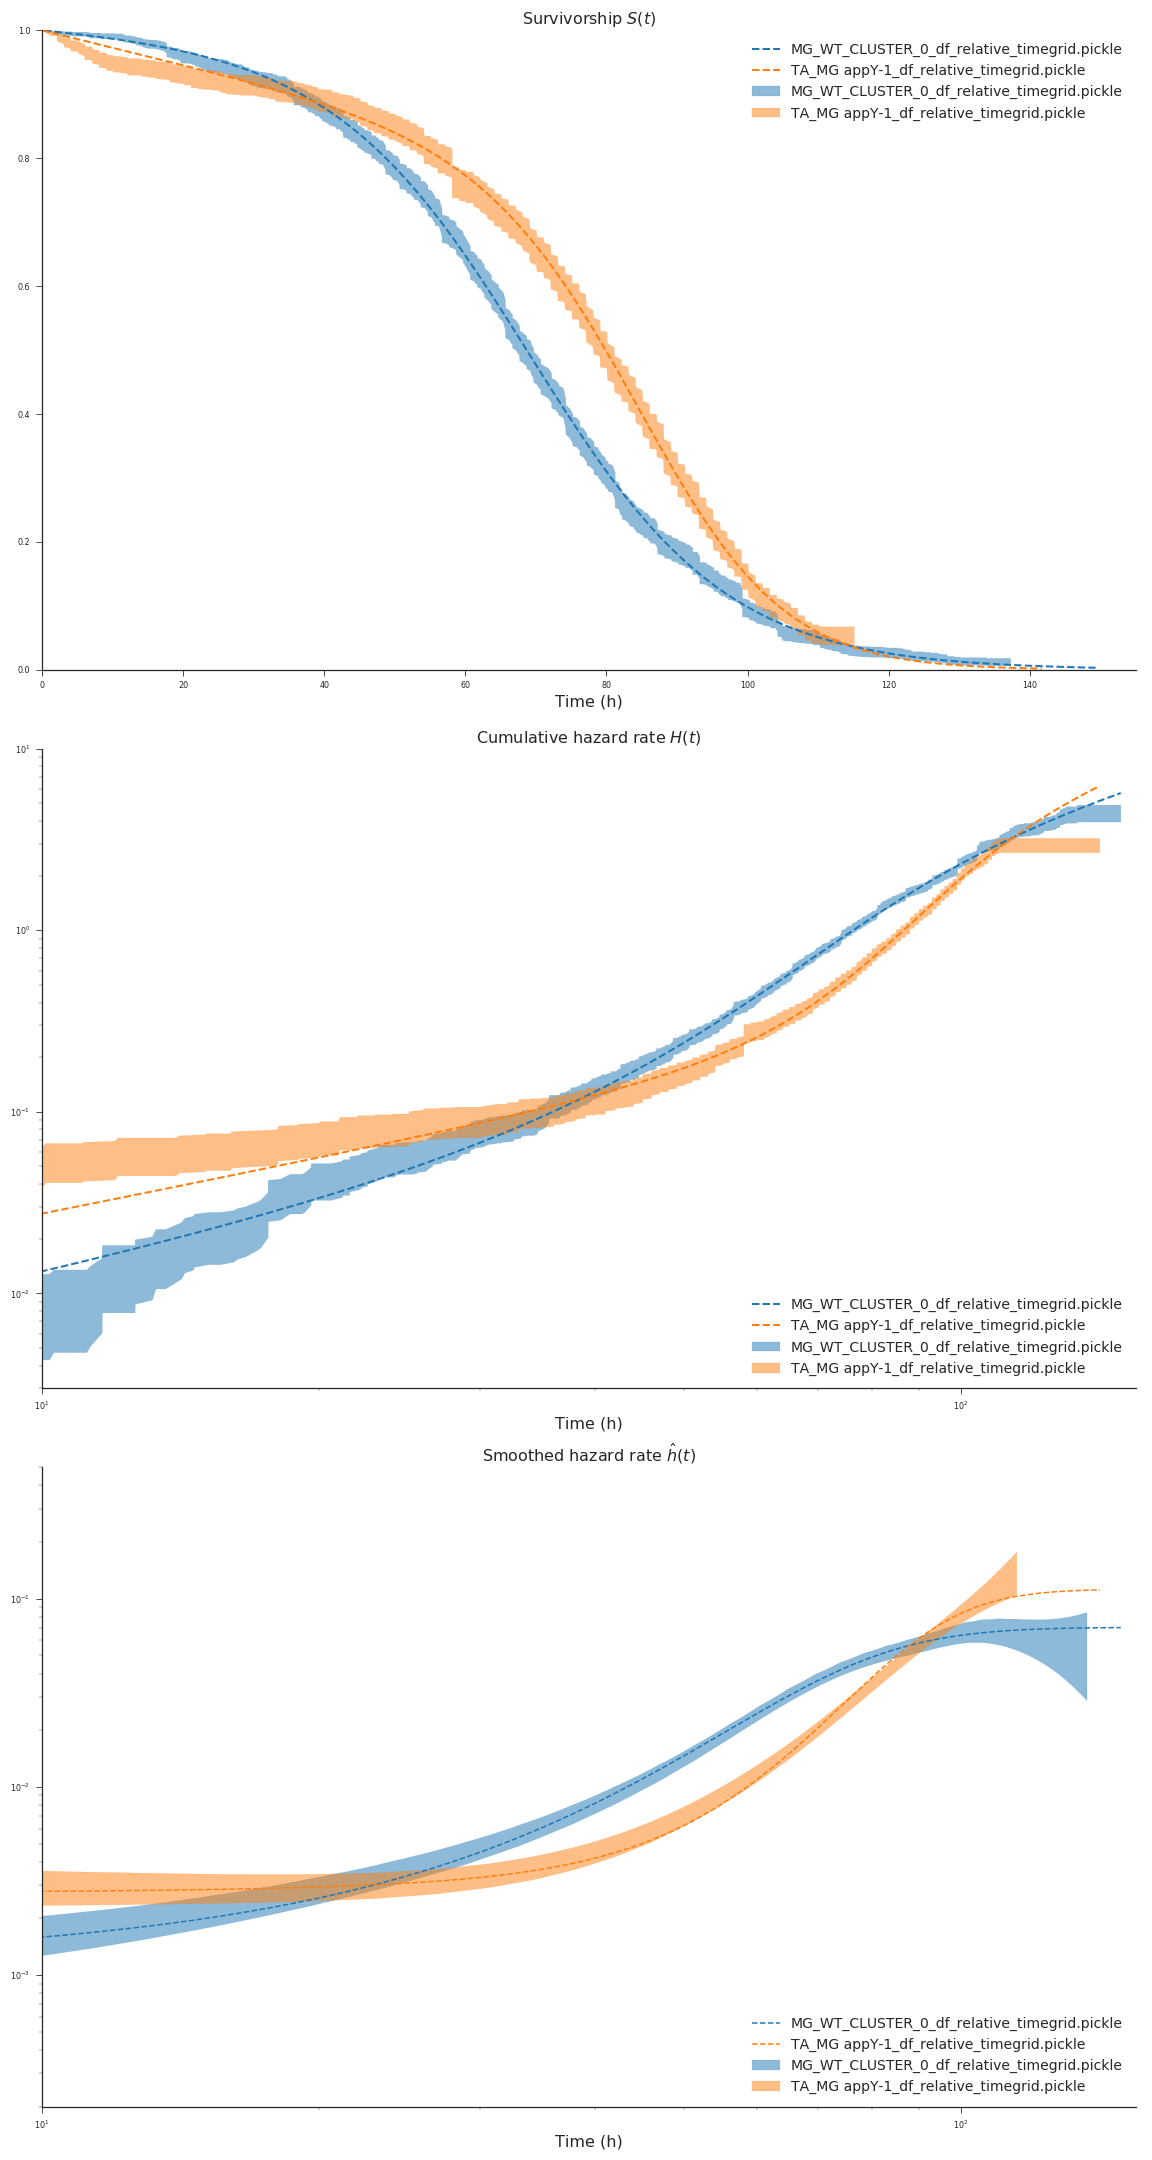 Survivorship S(t)
1.0
0.8
0.6
0.4
0.2
0.0
MG_WT_CLUSTER_0_df_relative_timegrid.pickle
TA_MG appY-1_df_relative_timegrid.pickle
MG_WT_CLUSTER_0_df_relative_timegrid.pickle
TA_MG appY-1_df_relative_timegrid.pickle
0 20 40 60 80 100 120 140
Time (h)
Cumulative hazard rate H(t)
10¹
10⁰
10⁻¹
10⁻²
MG_WT_CLUSTER_0_df_relative_timegrid.pickle
TA_MG appY-1_df_relative_timegrid.pickle
MG_WT_CLUSTER_0_df_relative_timegrid.pickle
TA_MG appY-1_df_relative_timegrid.pickle
10¹ 10²
Time (h)
Smoothed hazard rate ĥ(t)
10⁻¹
10⁻²
10⁻³
MG_WT_CLUSTER_0_df_relative_timegrid.pickle
TA_MG appY-1_df_relative_timegrid.pickle
MG_WT_CLUSTER_0_df_relative_timegrid.pickle
TA_MG appY-1_df_relative_timegrid.pickle
10¹ 10²
Time (h)